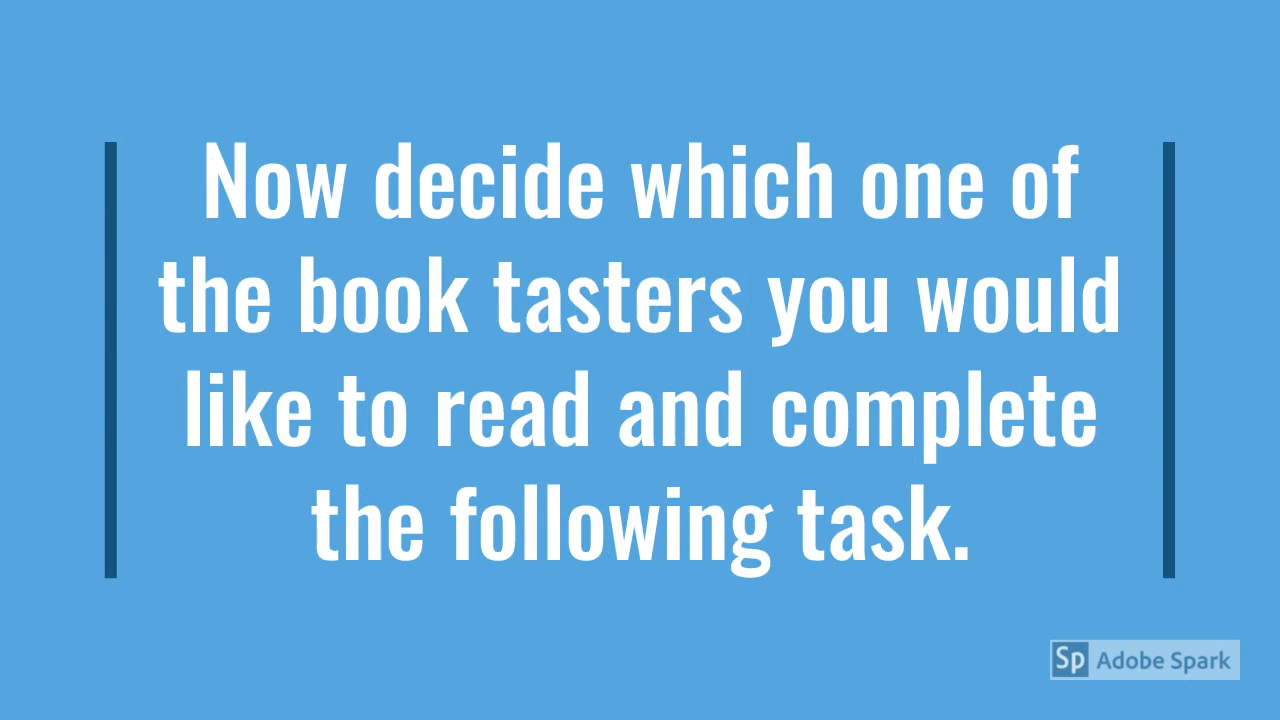 Now decide which one of
the book tasters you would
like to read and complete
the following task.
Sp Adobe Spark